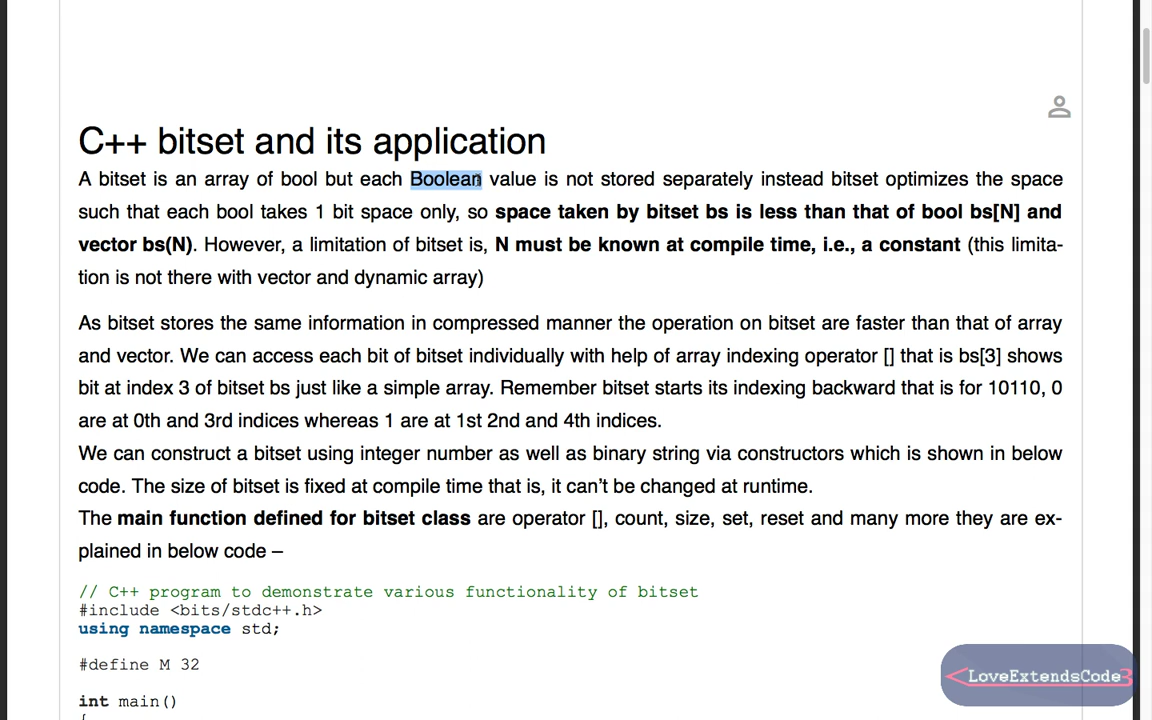 C++ bitset and its application
A bitset is an array of bool but each Boolean value is not stored separately instead bitset optimizes the space
such that each bool takes 1 bit space only, so space taken by bitset bs is less than that of bool bs[N] and
vector bs(N). However, a limitation of bitset is, N must be known at compile time, i.e., a constant (this limita-
tion is not there with vector and dynamic array)
As bitset stores the same information in compressed manner the operation on bitset are faster than that of array
and vector. We can access each bit of bitset individually with help of array indexing operator [] that is bs[3] shows
bit at index 3 of bitset bs just like a simple array. Remember bitset starts its indexing backward that is for 10110, 0
are at 0th and 3rd indices whereas 1 are at 1st 2nd and 4th indices.
We can construct a bitset using integer number as well as binary string via constructors which is shown in below
code. The size of bitset is fixed at compile time that is, it can’t be changed at runtime.
The main function defined for bitset class are operator [], count, size, set, reset and many more they are ex-
plained in below code –
// C++ program to demonstrate various functionality of bitset
#include <bits/stdc++.h>
using namespace std;
#define M 32
int main()
{
<LoveExtendsCode3